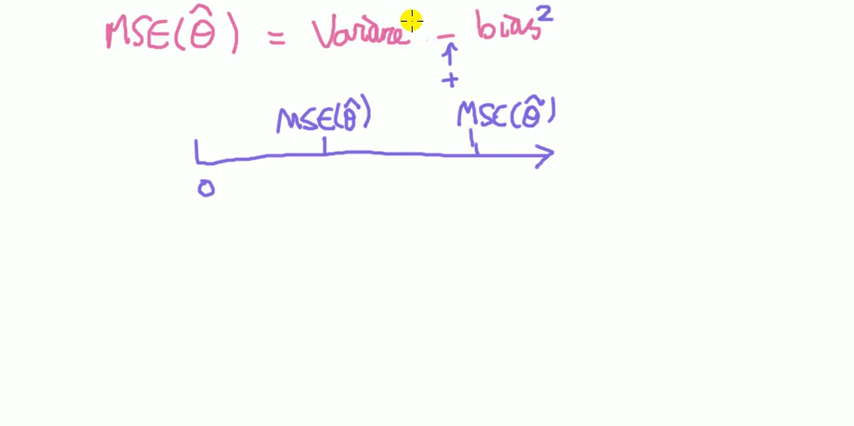 MSE(θ̂) = Variance - bias²
↑
+
MSE(θ̂) MSE(θ̂)
0